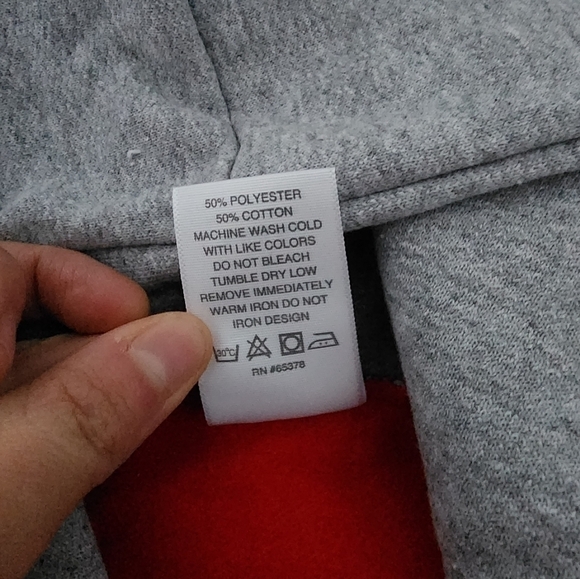 50% POLYESTER
50% COTTON
MACHINE WASH COLD
WITH LIKE COLORS
DO NOT BLEACH
TUMBLE DRY LOW
REMOVE IMMEDIATELY
WARM IRON DO NOT
IRON DESIGN
30°C
RN #65378